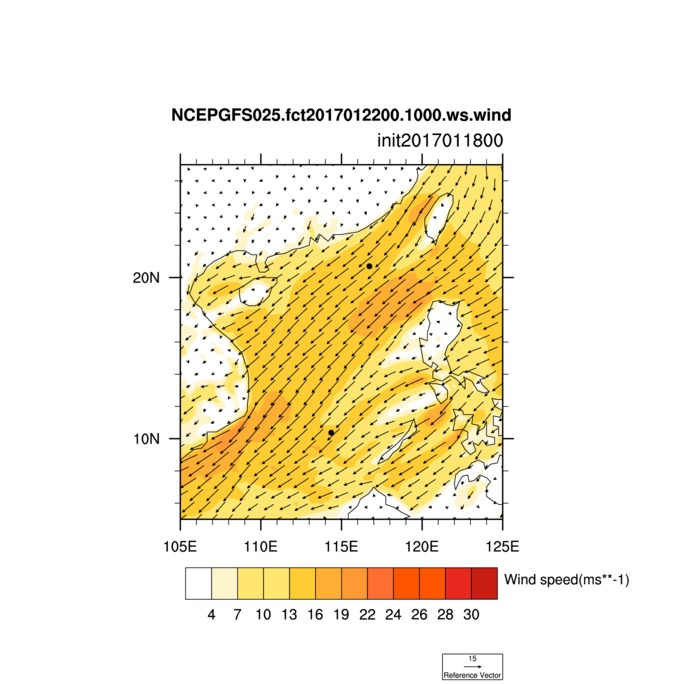 NCEPGFS025.fct2017012200.1000.ws.wind
init2017011800
20N
10N
105E 110E 115E 120E 125E
Wind speed(ms**-1)
4 7 10 13 16 19 22 24 26 28 30
15
Reference Vector